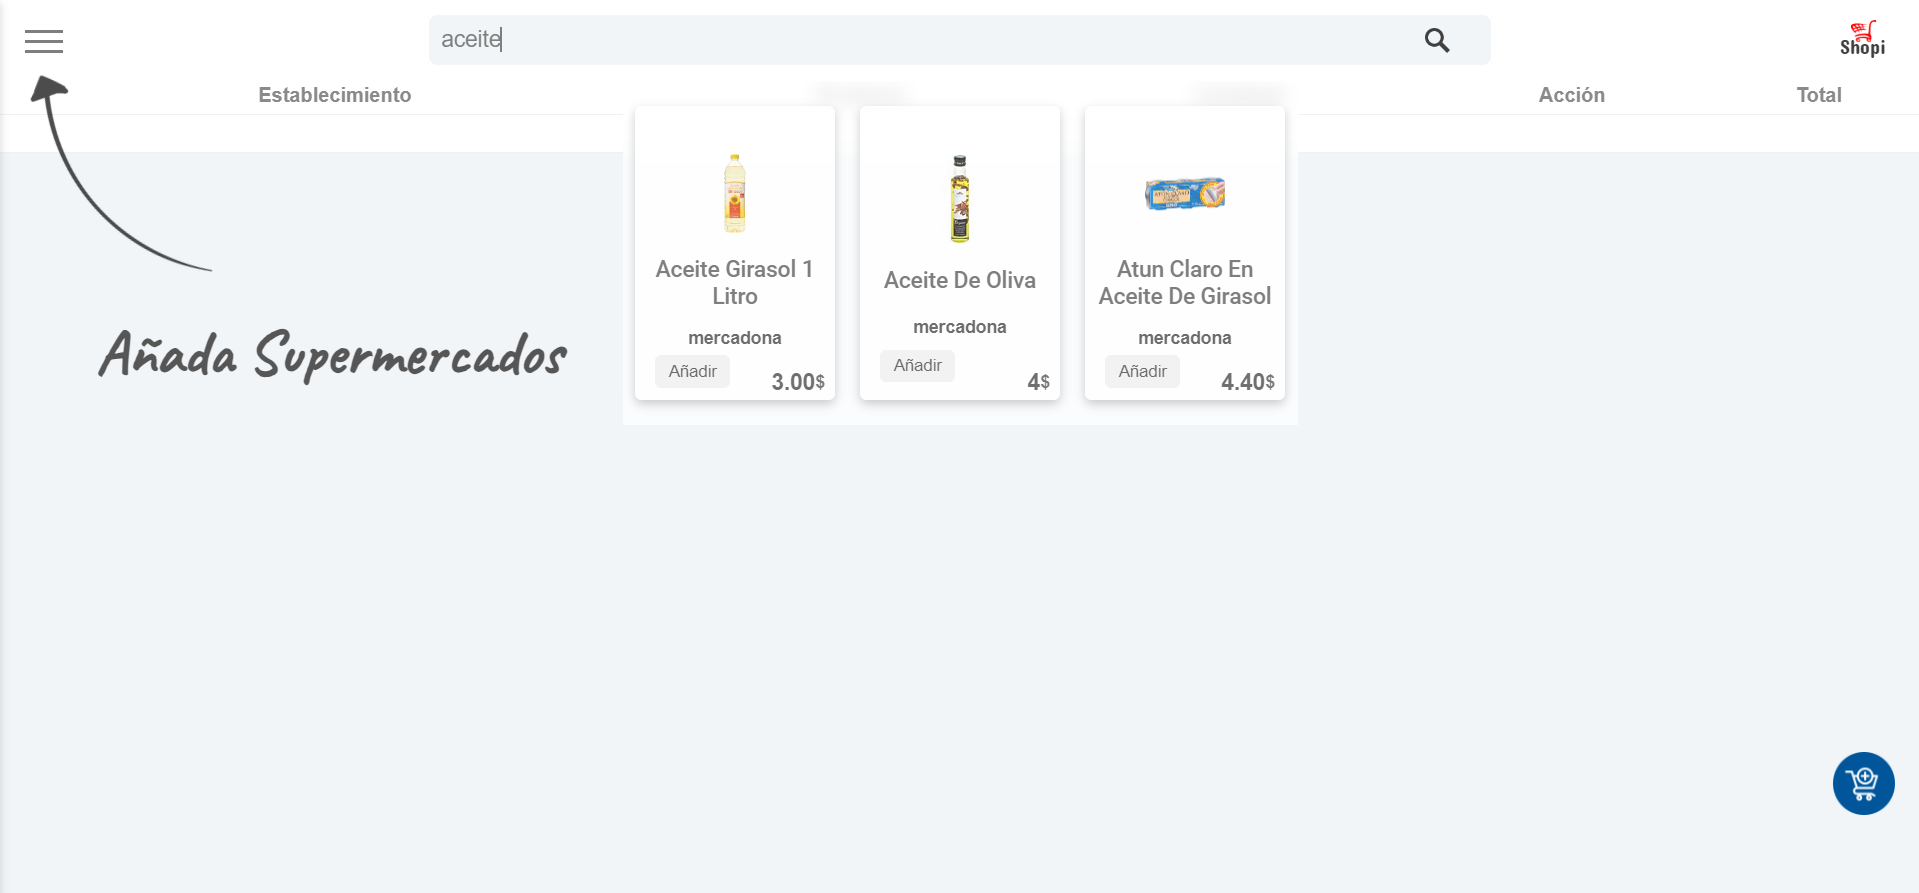 aceite
Shopi
Establecimiento
Acción
Total
Aceite Girasol 1
Litro
mercadona
Añadir
3.00$
Aceite De Oliva
mercadona
Añadir
4$
Atun Claro En
Aceite De Girasol
mercadona
Añadir
4.40$
Añada Supermercados